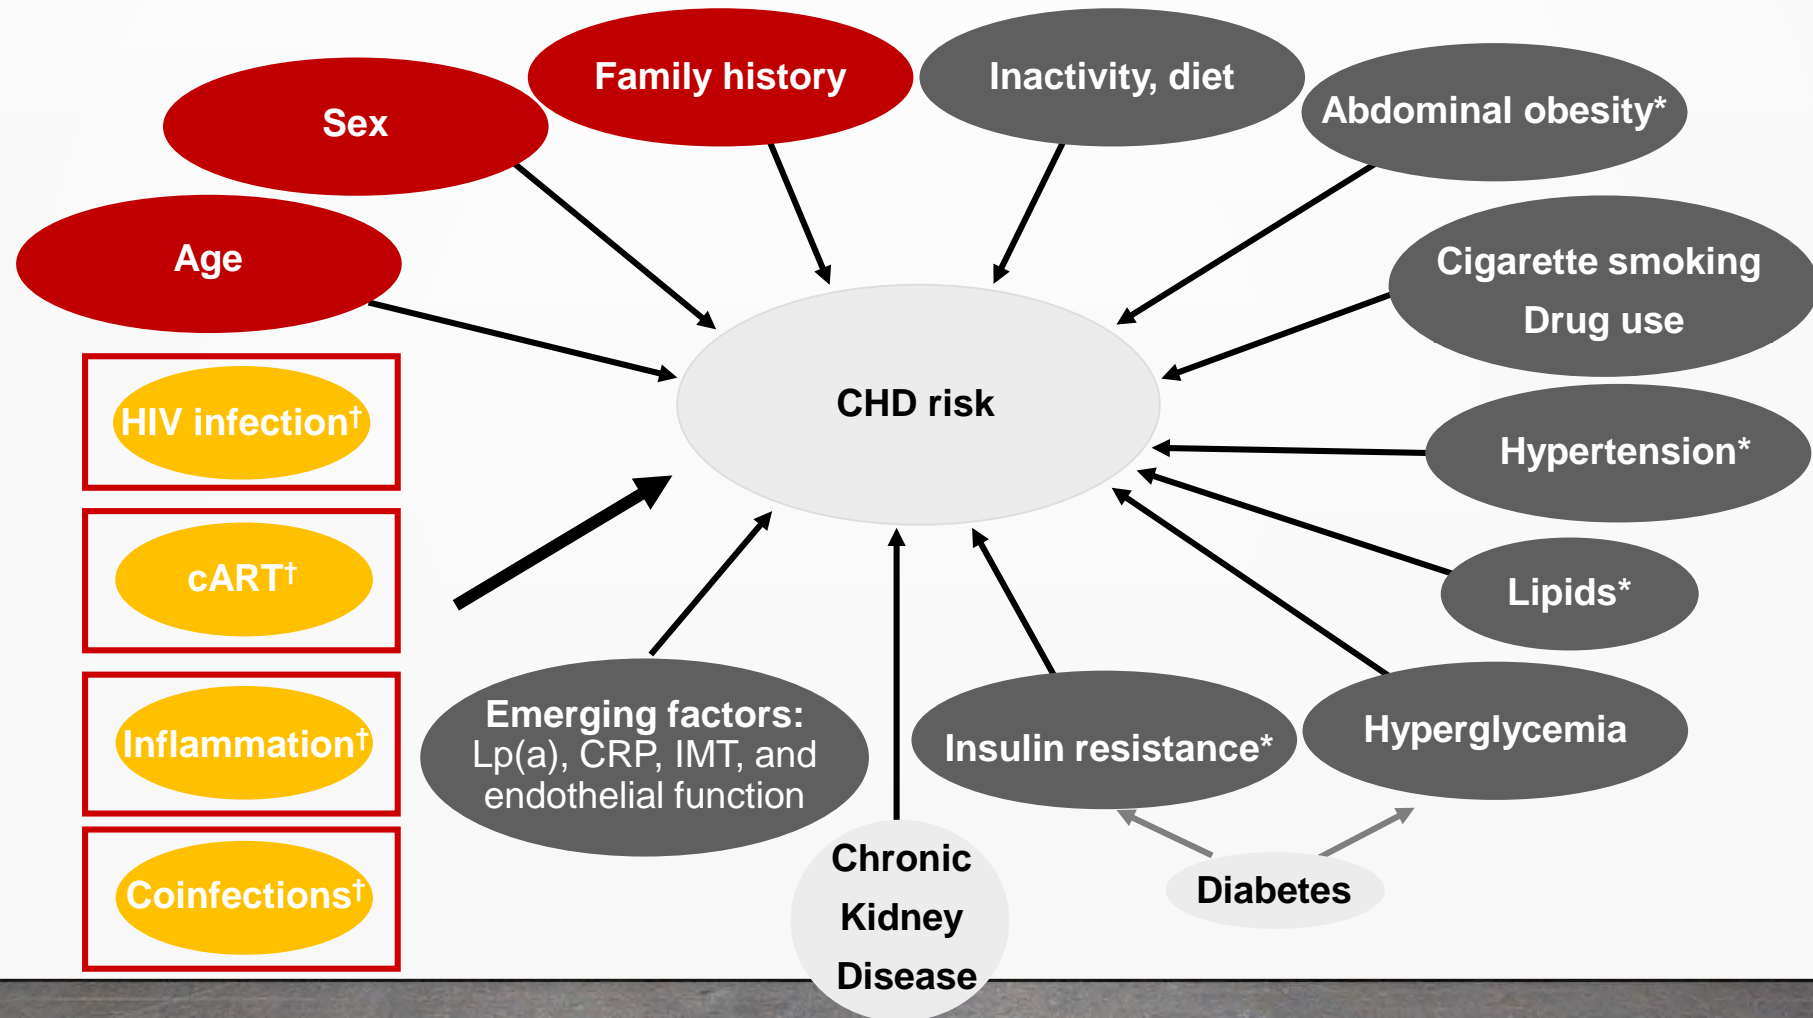 Family history
Inactivity, diet
Abdominal obesity*
Sex
Age
Cigarette smoking
Drug use
CHD risk
HIV infection†
Hypertension*
cART†
Lipids*
Emerging factors:
Lp(a), CRP, IMT, and
endothelial function
Insulin resistance*
Hyperglycemia
Inflammation†
Coinfections†
Chronic
Kidney
Disease
Diabetes